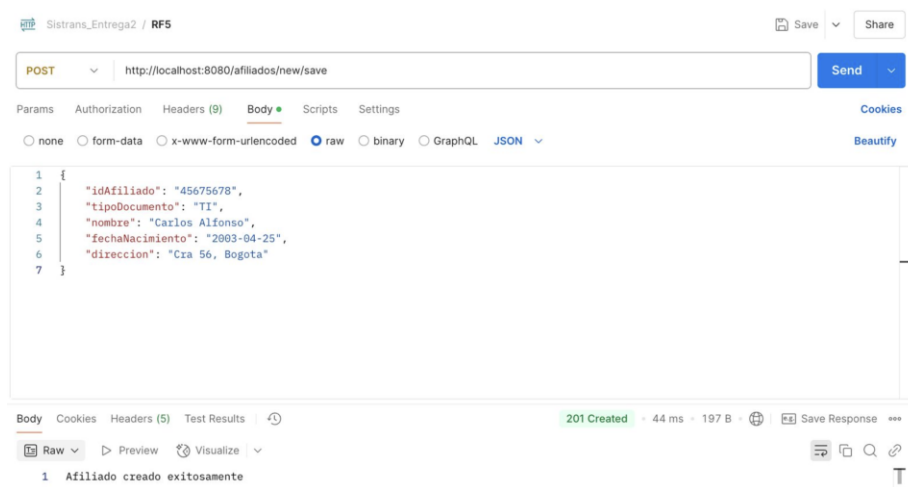 HTTP Sistrans_Entrega2 / RF5 Save Share
POST http://localhost:8080/afiliados/new/save Send
Params Authorization Headers (9) Body Scripts Settings Cookies
none form-data x-www-form-urlencoded raw binary GraphQL JSON Beautify
1 {
2 "idAfiliado": "45675678",
3 "tipoDocumento": "TI",
4 "nombre": "Carlos Alfonso",
5 "fechaNacimiento": "2003-04-25",
6 "direccion": "Cra 56, Bogota"
7 }
Body Cookies Headers (5) Test Results 201 Created 44 ms 197 B Save Response
Raw Preview Visualize
1 Afiliado creado exitosamente